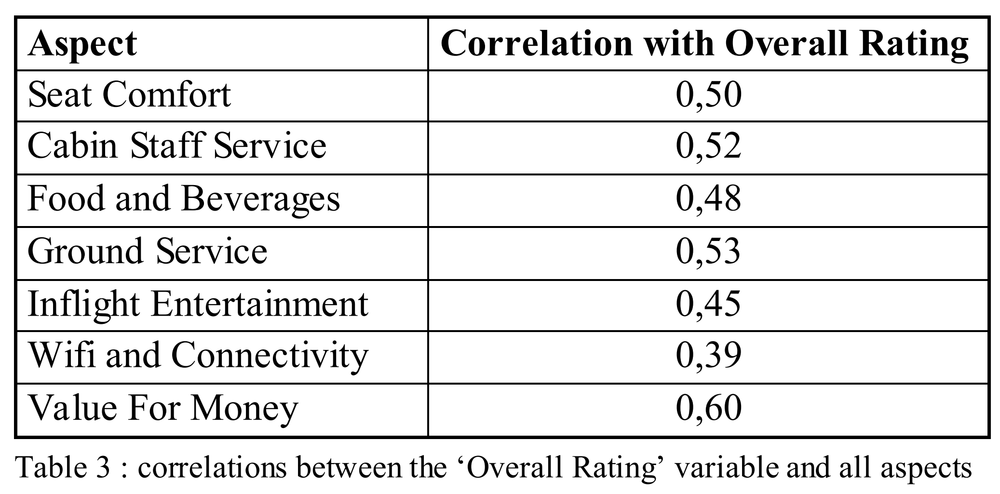 Aspect Correlation with Overall Rating
Seat Comfort 0,50
Cabin Staff Service 0,52
Food and Beverages 0,48
Ground Service 0,53
Inflight Entertainment 0,45
Wifi and Connectivity 0,39
Value For Money 0,60
Table 3 : correlations between the ‘Overall Rating’ variable and all aspects